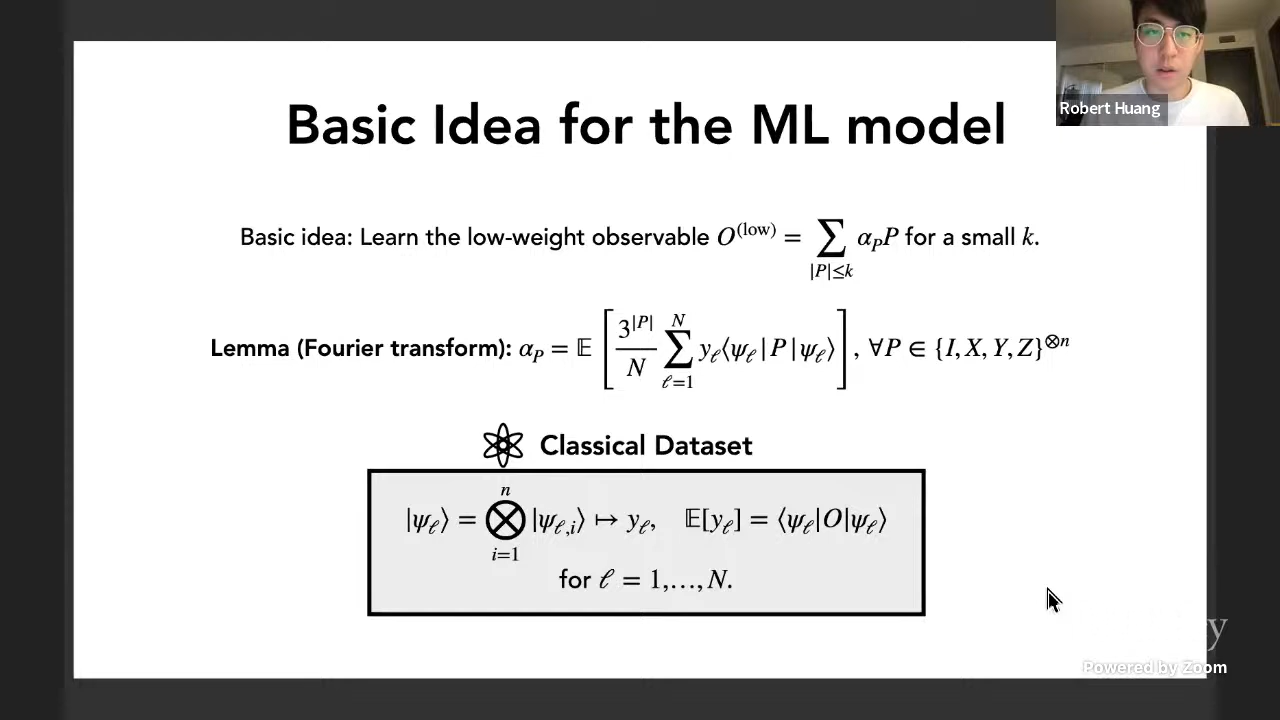 Robert Huang
Basic Idea for the ML model
Basic idea: Learn the low-weight observable O^(low) = ∑_{|P|≤k} α_P P for a small k.
Lemma (Fourier transform): α_P = 𝔼 [ 3^{|P|}/N ∑_{ℓ=1}^{N} y_ℓ⟨ψ_ℓ|P|ψ_ℓ⟩ ], ∀P ∈ {I, X, Y, Z}^{⊗n}
Classical Dataset
|ψ_ℓ⟩ = ⨂_{i=1}^{n} |ψ_{ℓ,i}⟩ ↦ y_ℓ, 𝔼[y_ℓ] = ⟨ψ_ℓ|O|ψ_ℓ⟩
for ℓ = 1,…,N.
y
Powered by Zoom